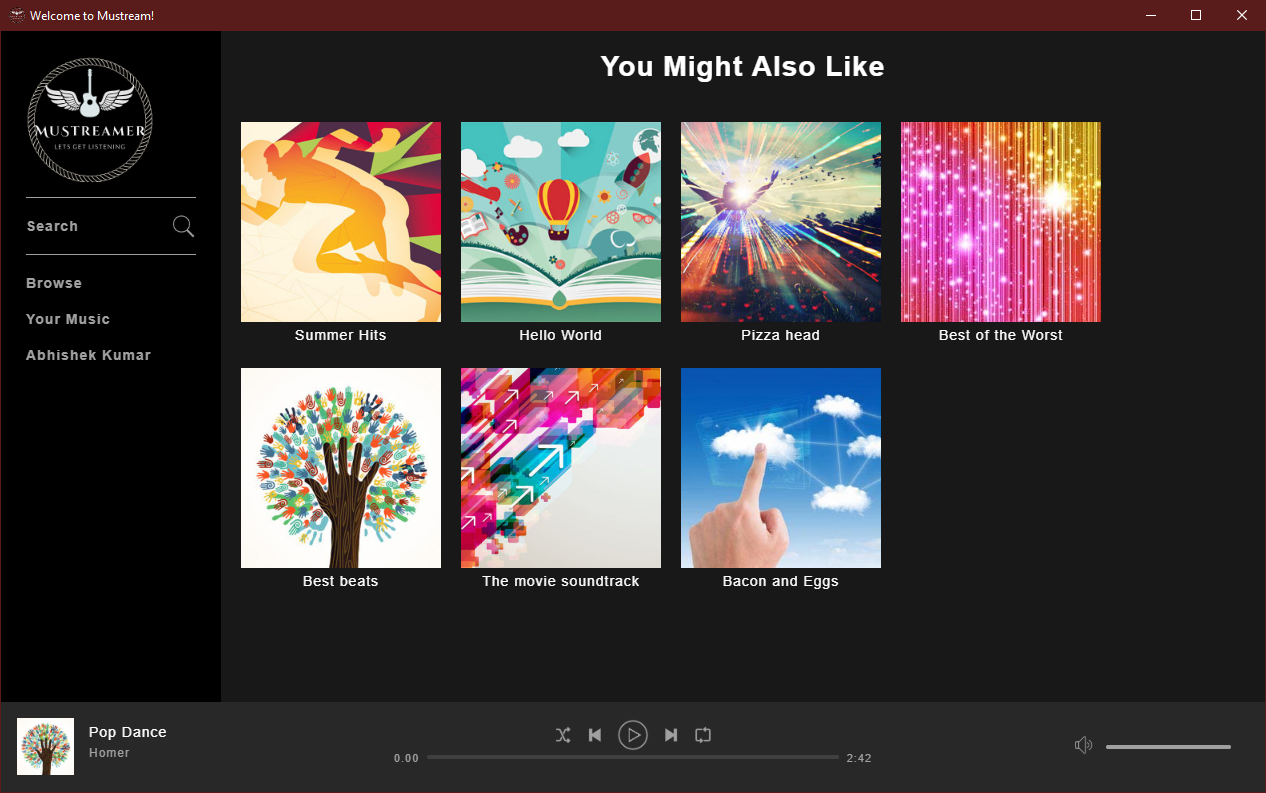 Welcome to Mustream!
MUSTREAMER
LETS GET LISTENING
Search
Browse
Your Music
Abhishek Kumar
You Might Also Like
Summer Hits
Hello World
Pizza head
Best of the Worst
Best beats
The movie soundtrack
Bacon and Eggs
Pop Dance
Homer
0.00
2:42